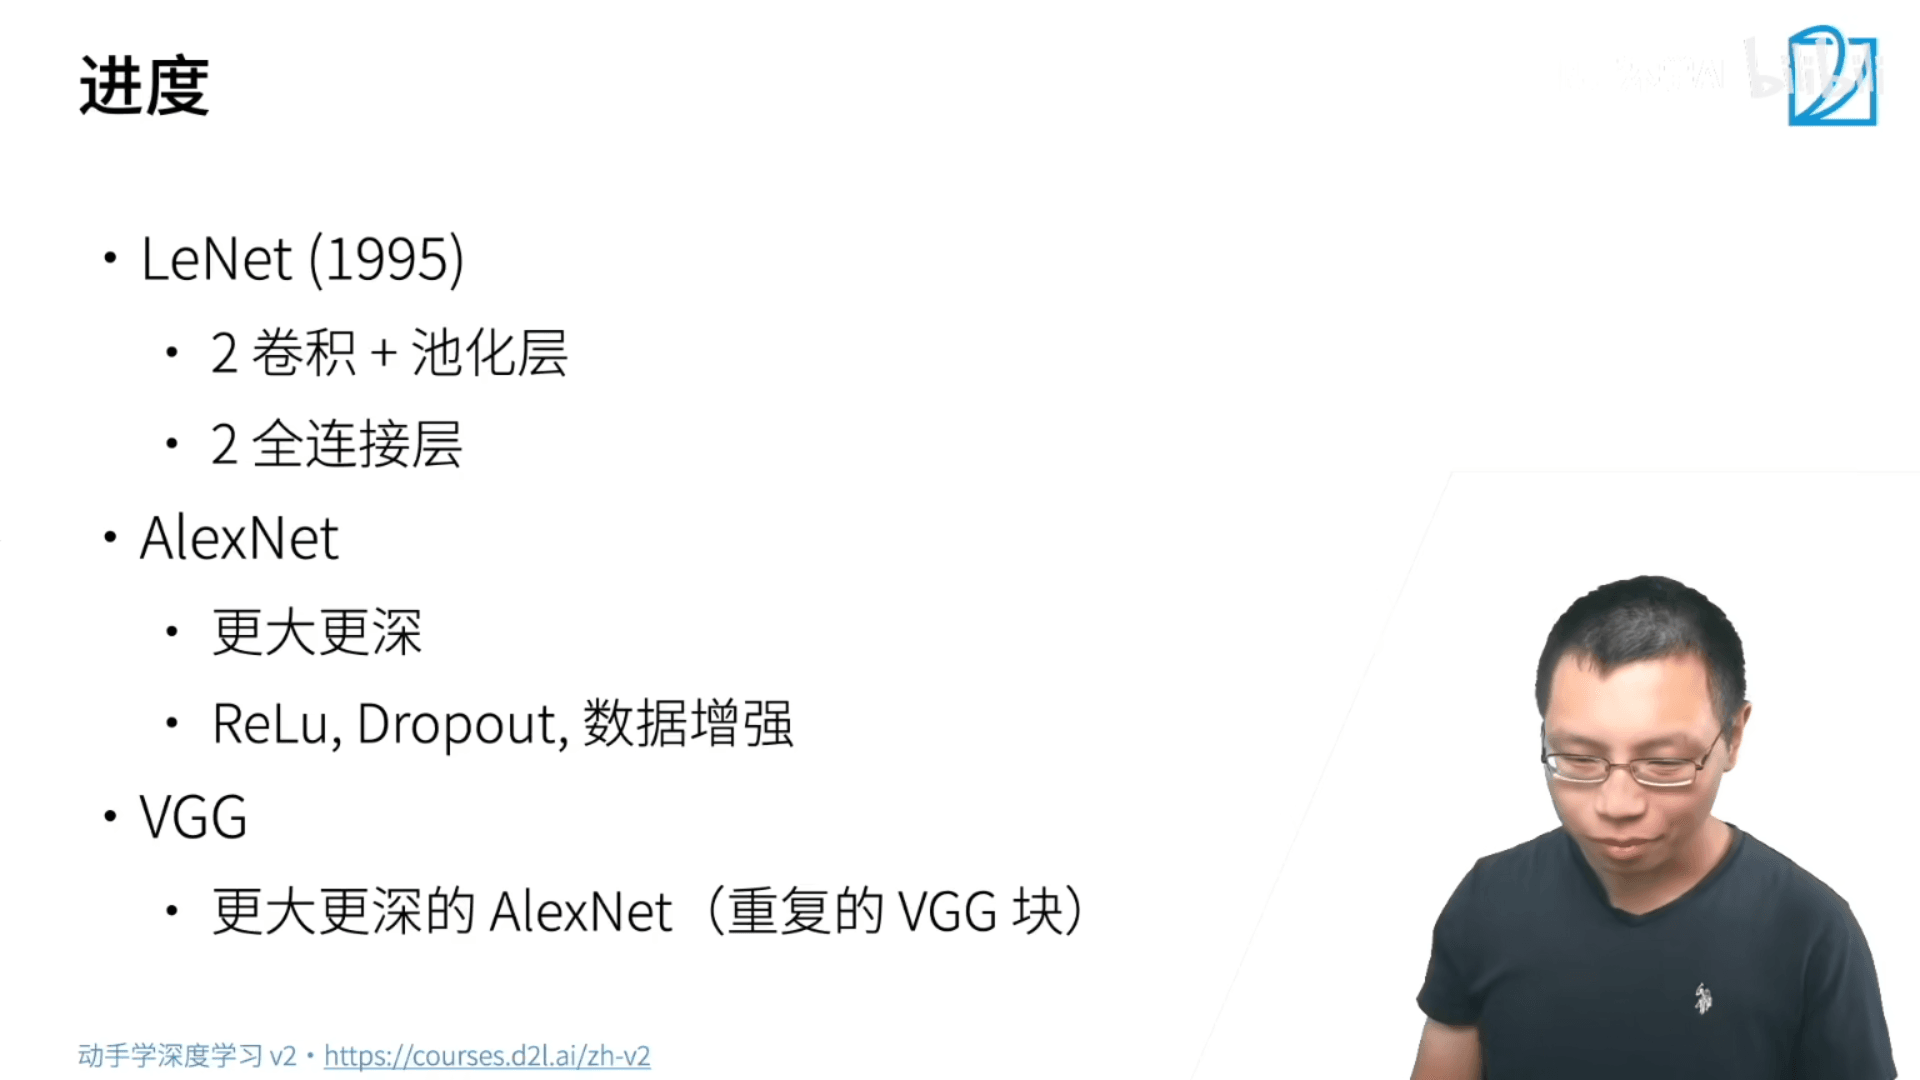 进度
bilibili
• LeNet (1995)
• 2 卷积 + 池化层
• 2 全连接层
• AlexNet
• 更大更深
• ReLu, Dropout, 数据增强
• VGG
• 更大更深的 AlexNet（重复的 VGG 块）
动手学深度学习 v2 • https://courses.d2l.ai/zh-v2